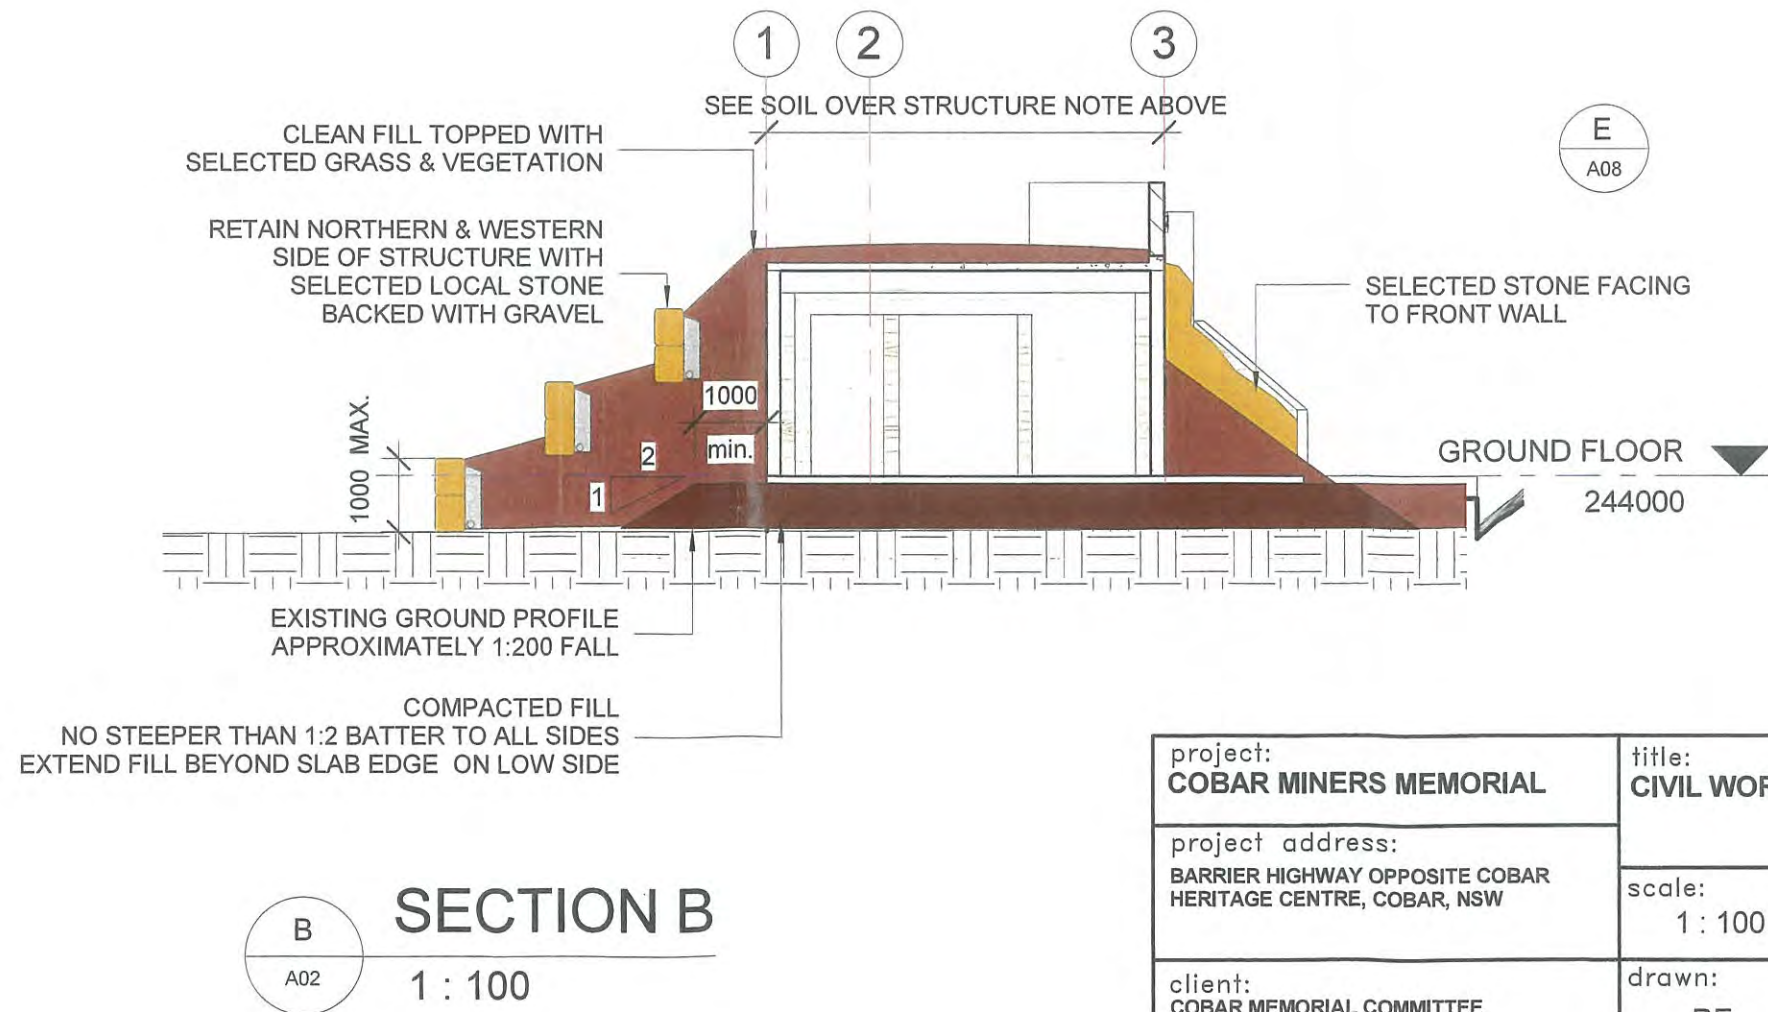 1
2
3
SEE SOIL OVER STRUCTURE NOTE ABOVE
CLEAN FILL TOPPED WITH
SELECTED GRASS & VEGETATION
E
A08
RETAIN NORTHERN & WESTERN
SIDE OF STRUCTURE WITH
SELECTED LOCAL STONE
BACKED WITH GRAVEL
SELECTED STONE FACING
TO FRONT WALL
1000 MAX.
1000
min.
2
1
GROUND FLOOR
244000
EXISTING GROUND PROFILE
APPROXIMATELY 1:200 FALL
COMPACTED FILL
NO STEEPER THAN 1:2 BATTER TO ALL SIDES
EXTEND FILL BEYOND SLAB EDGE ON LOW SIDE
B
A02
SECTION B
1 : 100
project:
COBAR MINERS MEMORIAL
project address:
BARRIER HIGHWAY OPPOSITE COBAR
HERITAGE CENTRE, COBAR, NSW
client:
COBAR MEMORIAL COMMITTEE
title:
CIVIL WOR
scale:
1 : 100
drawn: